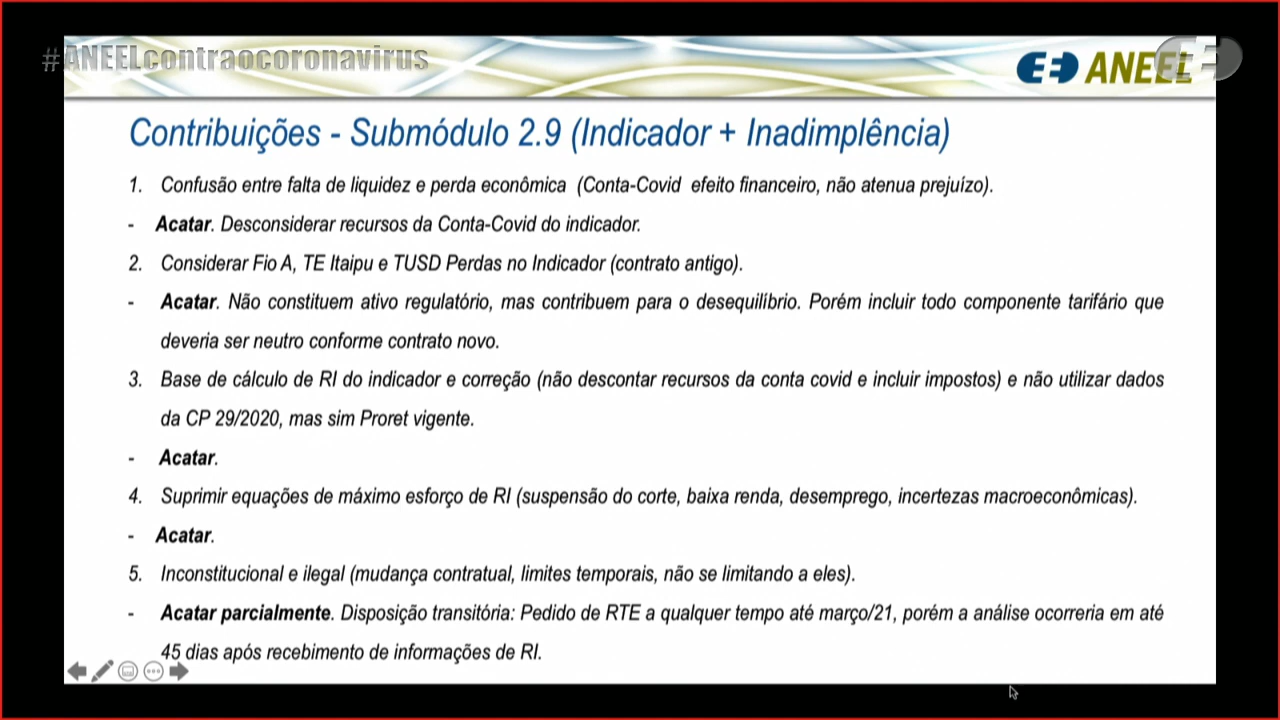 #ANEELcontraocoronavirus
ANEEL
Contribuições - Submódulo 2.9 (Indicador + Inadimplência)
1. Confusão entre falta de liquidez e perda econômica (Conta-Covid efeito financeiro, não atenua prejuízo).
- Acatar. Desconsiderar recursos da Conta-Covid do indicador.
2. Considerar Fio A, TE Itaipu e TUSD Perdas no Indicador (contrato antigo).
- Acatar. Não constituem ativo regulatório, mas contribuem para o desequilíbrio. Porém incluir todo componente tarifário que
deveria ser neutro conforme contrato novo.
3. Base de cálculo de RI do indicador e correção (não descontar recursos da conta covid e incluir impostos) e não utilizar dados
da CP 29/2020, mas sim Proret vigente.
- Acatar.
4. Suprimir equações de máximo esforço de RI (suspensão do corte, baixa renda, desemprego, incertezas macroeconômicas).
- Acatar.
5. Inconstitucional e ilegal (mudança contratual, limites temporais, não se limitando a eles).
- Acatar parcialmente. Disposição transitória: Pedido de RTE a qualquer tempo até março/21, porém a análise ocorreria em até
45 dias após recebimento de informações de RI.